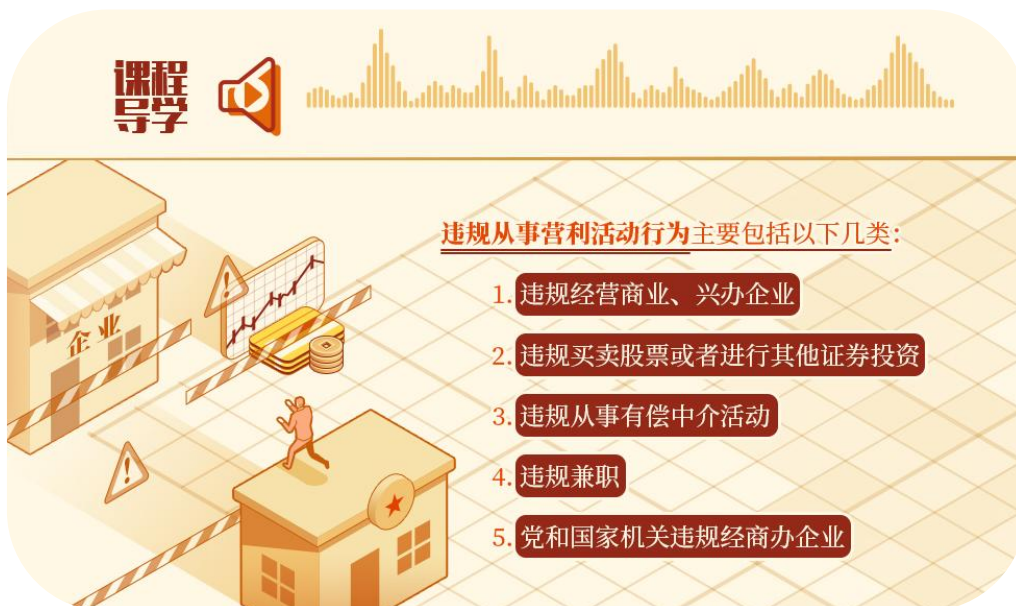 课程
导学
违规从事营利活动行为主要包括以下几类：
1. 违规经营商业、兴办企业
企业
2. 违规买卖股票或者进行其他证券投资
3. 违规从事有偿中介活动
4. 违规兼职
5. 党和国家机关违规经商办企业